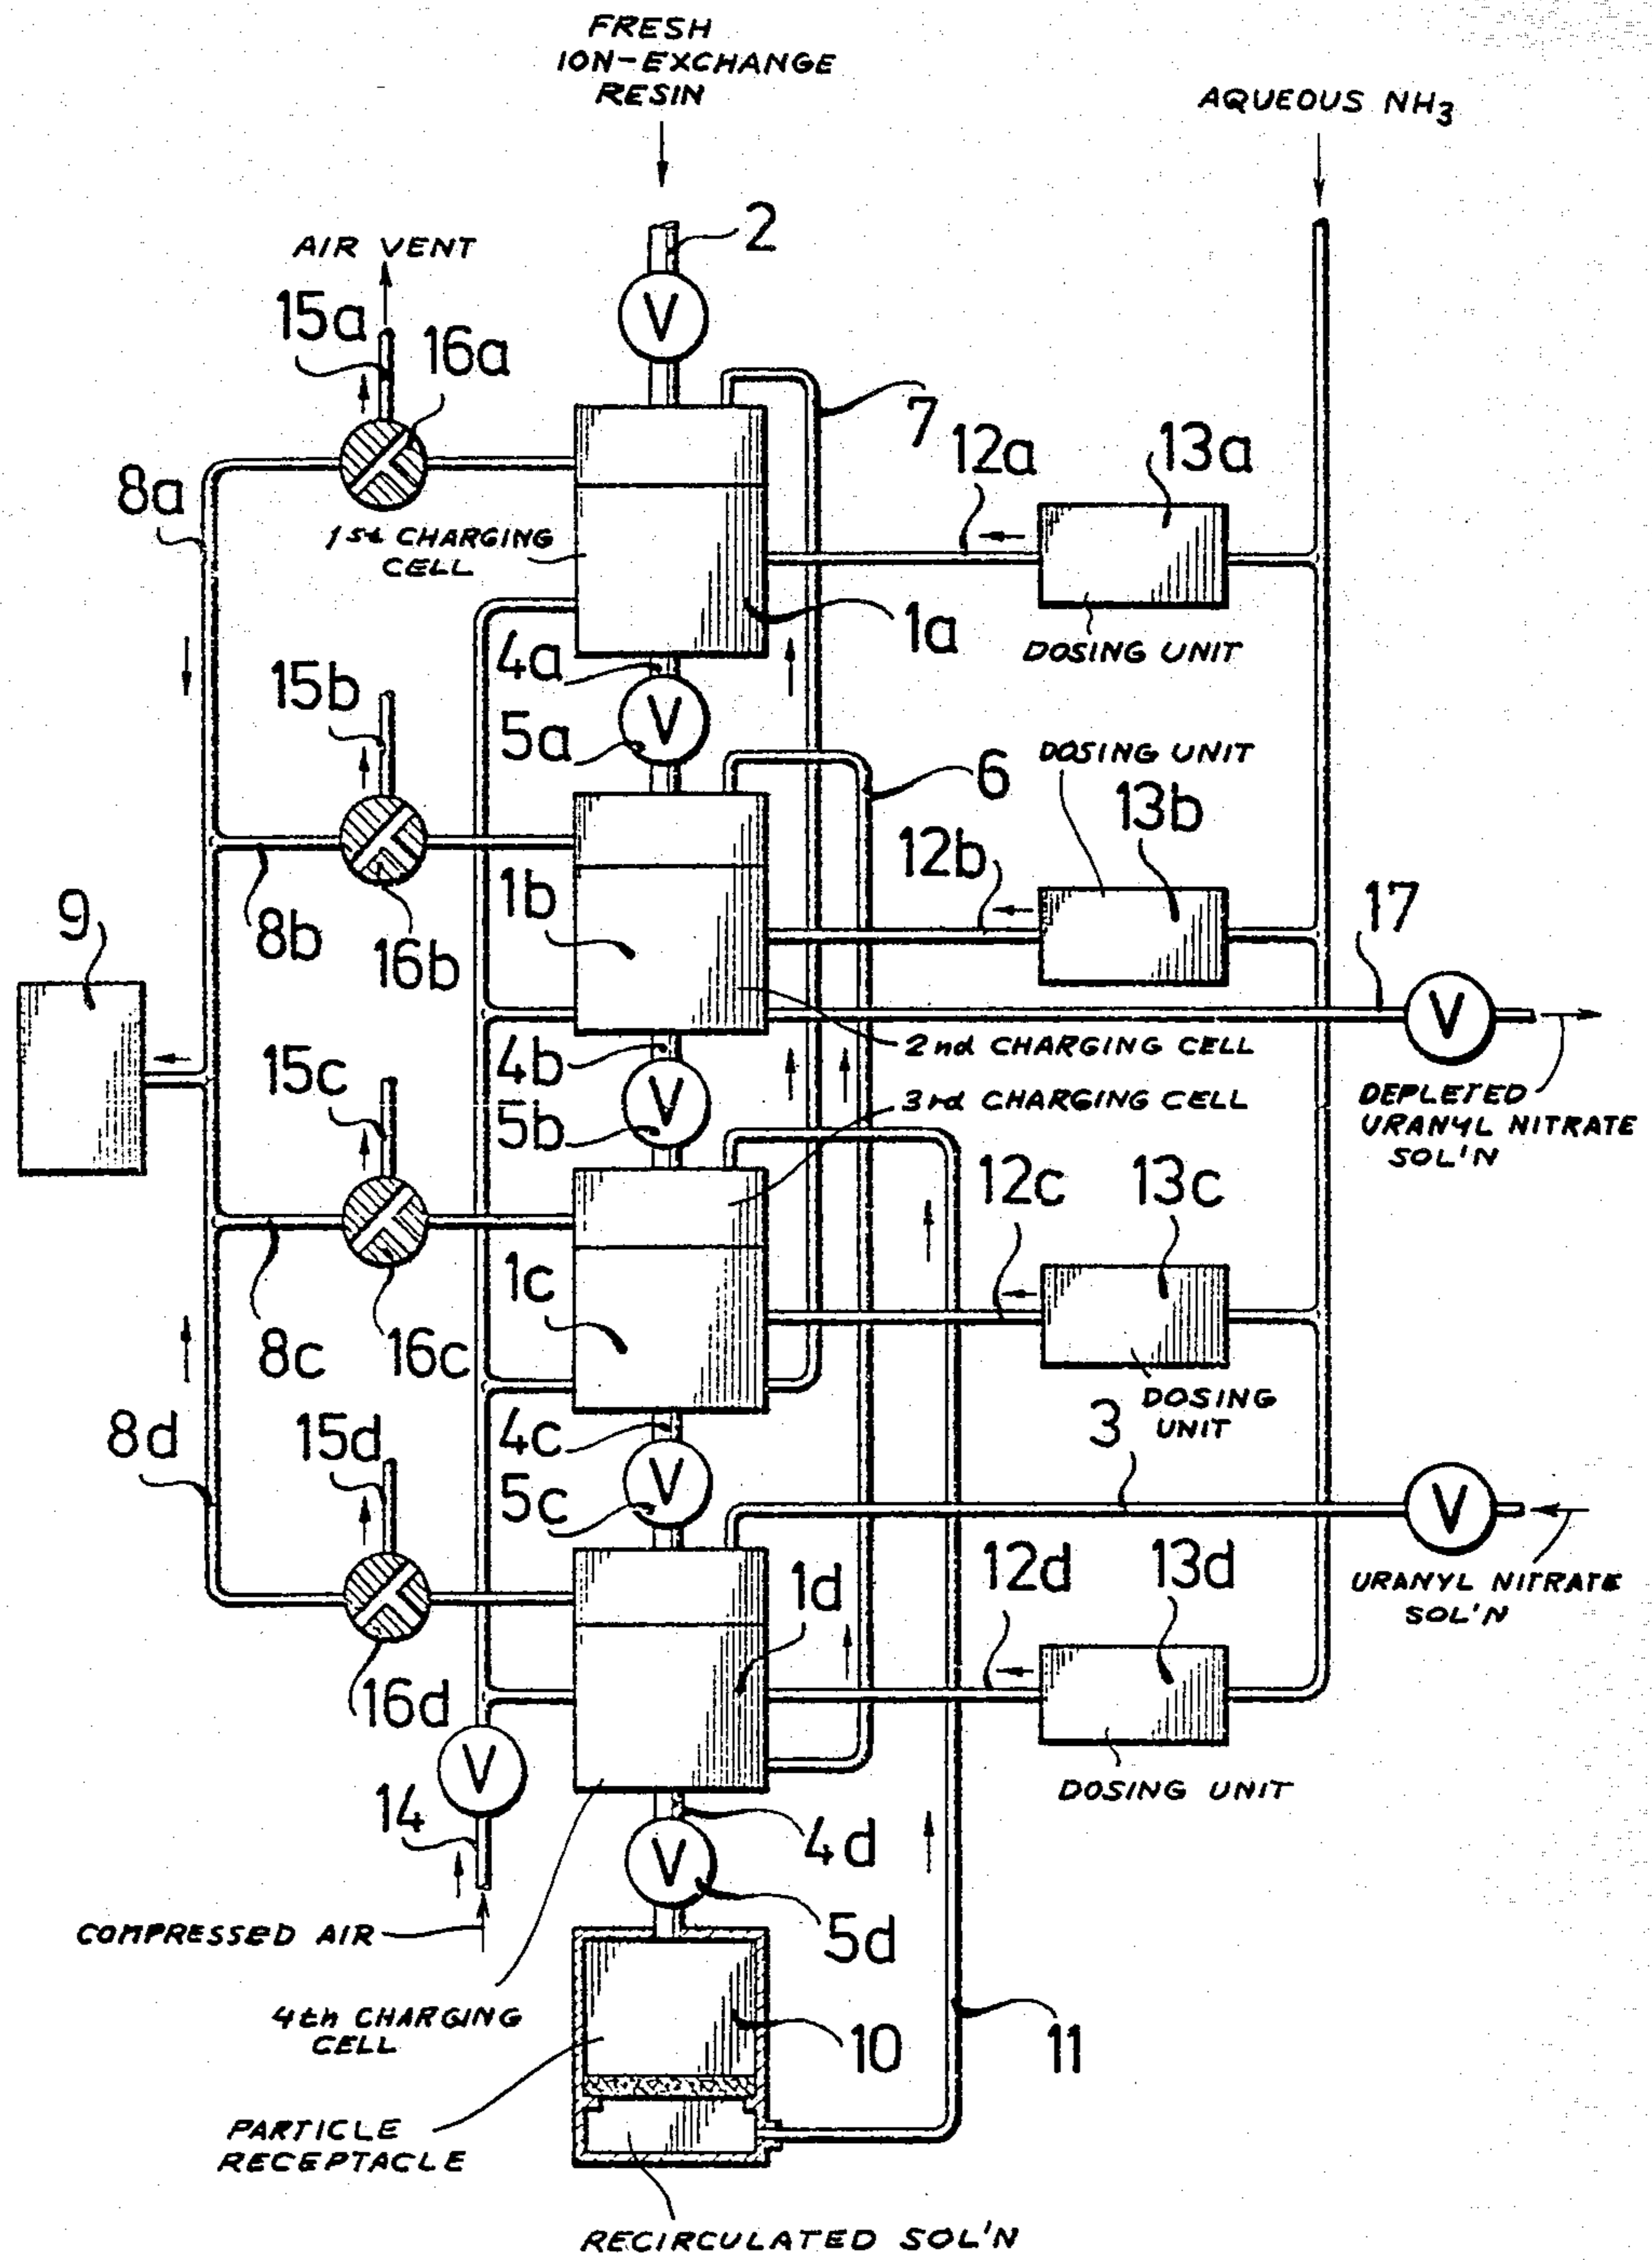 FRESH
ION-EXCHANGE
RESIN
AQUEOUS NH3
2
AIR VENT
V
15a
16a
7
12a
13a
8a
1st CHARGING
CELL
1a
DOSING UNIT
4a
15b
V
5a
DOSING UNIT
6
13b
12b
1b
17
9
8b
16b
V
2nd CHARGING CELL
4b
15c
3rd CHARGING CELL
V
5b
DEPLETED
URANYL NITRATE
SOL'N
12c
13c
1c
8c
16c
DOSING
UNIT
3
4c
8d
15d
V
5c
V
12d
13d
1d
URANYL NITRATE
SOL'N
16d
V
DOSING UNIT
14
4d
V
COMPRESSED AIR
5d
4th CHARGING
CELL
10
11
PARTICLE
RECEPTACLE
RECIRCULATED SOL'N